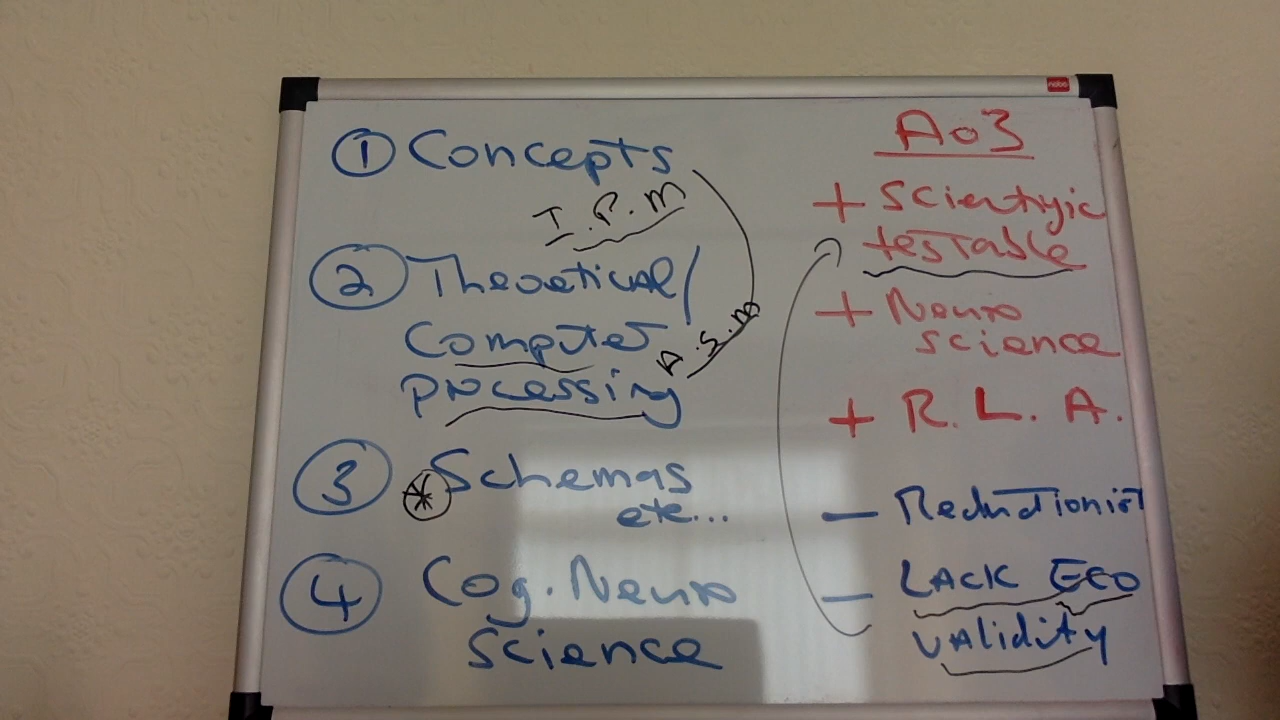 ① Concepts
I.P.M
② Theoretical/
Computer
processing
A.S.M
③ Schemas
etc...
④ Cog. Neuro
Science
Ao3
+ Scientific
testable
+ Neuro
science
+ R. L. A.
– Reductionist
– LACK Eco
validity
nobo